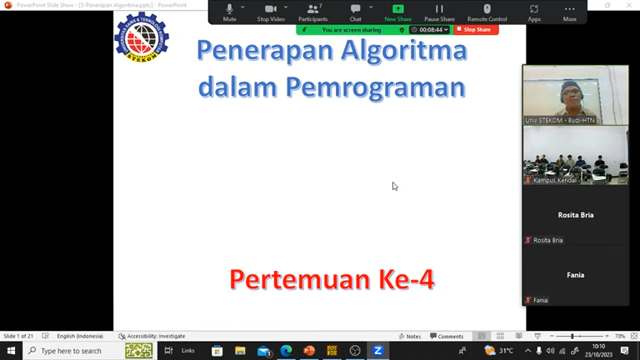 PowerPoint Slide Show - [1-Penerapan Algoritma.pptx] - PowerPoint
Mute
Stop Video
Participants
Chat
New Share
Pause Share
Remote Control
Apps
More
You are screen sharing
00:08:44
Stop Share
STEKOM
Penerapan Algoritma
dalam Pemrograman
Pertemuan Ke-4
Univ STEKOM - Budi-HTN
Kampus Kendal
Rosita Bria
Rosita Bria
Fania
Fania
Slide 1 of 21
English (Indonesia)
Accessibility: Investigate
Notes
Comments
70%
Type here to search
Links
31°C
10:10
23/10/2023